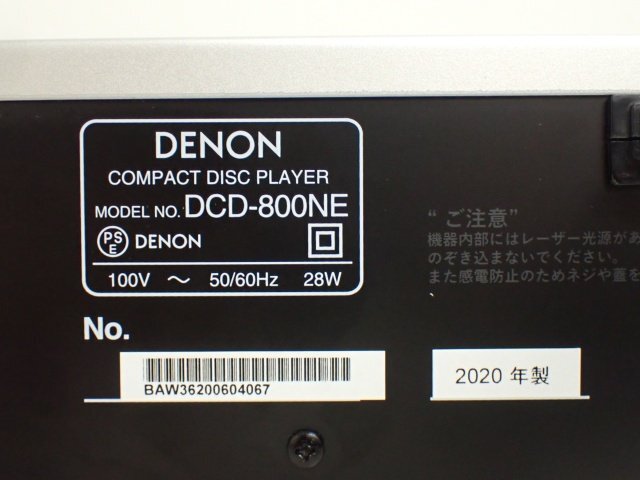 DENON
COMPACT DISC PLAYER
MODEL NO. DCD-800NE
PS E DENON
100V ～ 50/60Hz 28W
“ご注意”
機器内部にはレーザー光源があ
のぞき込まないでください。
また感電防止のためネジや蓋を
No.
BAW36200604067
2020 年製